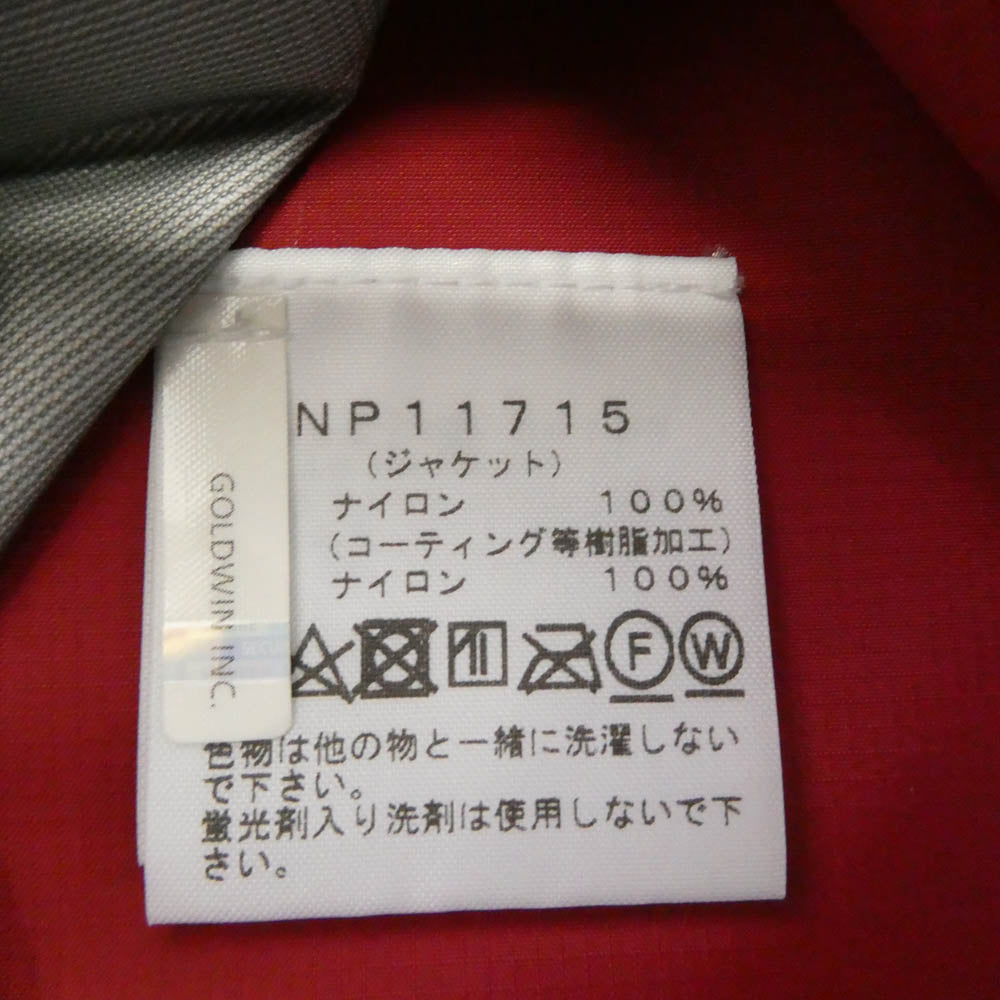 NP11715
(ジャケット)
ナイロン 100%
(コーティング等樹脂加工)
ナイロン 100%
F W
GOLDWIN INC.
色物は他の物と一緒に洗濯しない
で下さい。
蛍光剤入り洗剤は使用しないで下
さい。